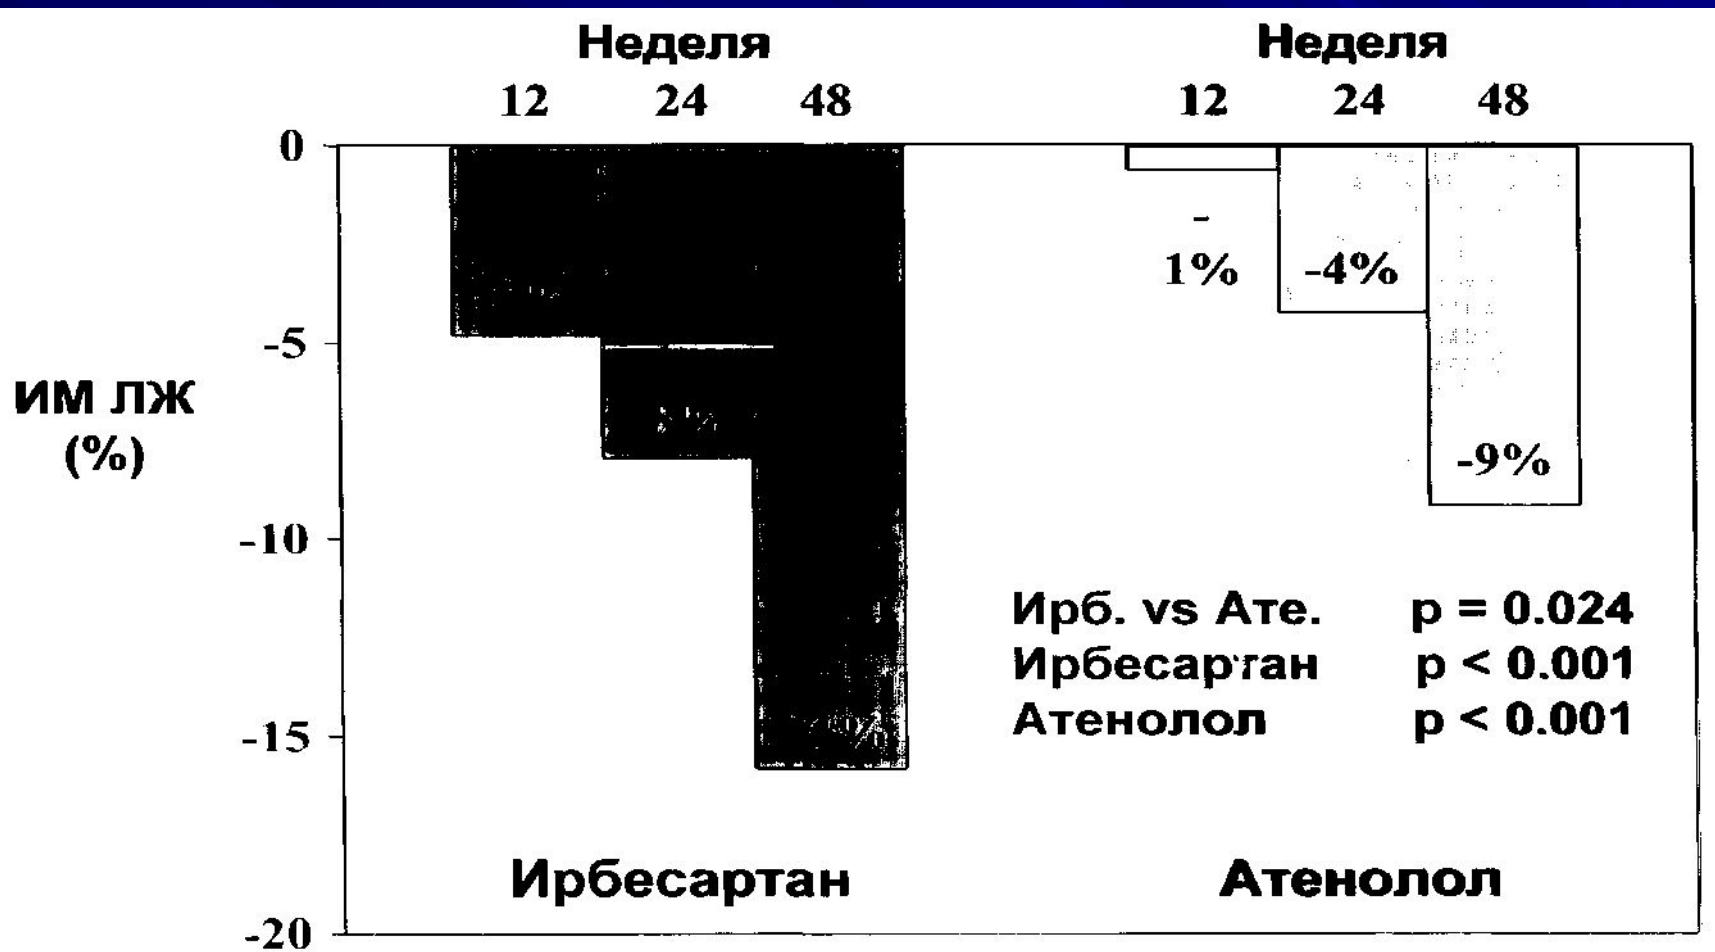 Неделя
Неделя
12 24 48
12 24 48
0
-5
-10
-15
-20
ИМ ЛЖ
(%)
-
1%
-4%
-9%
Ирб. vs Ате. p = 0.024
Ирбесартан p < 0.001
Атенолол p < 0.001
Ирбесартан
Атенолол